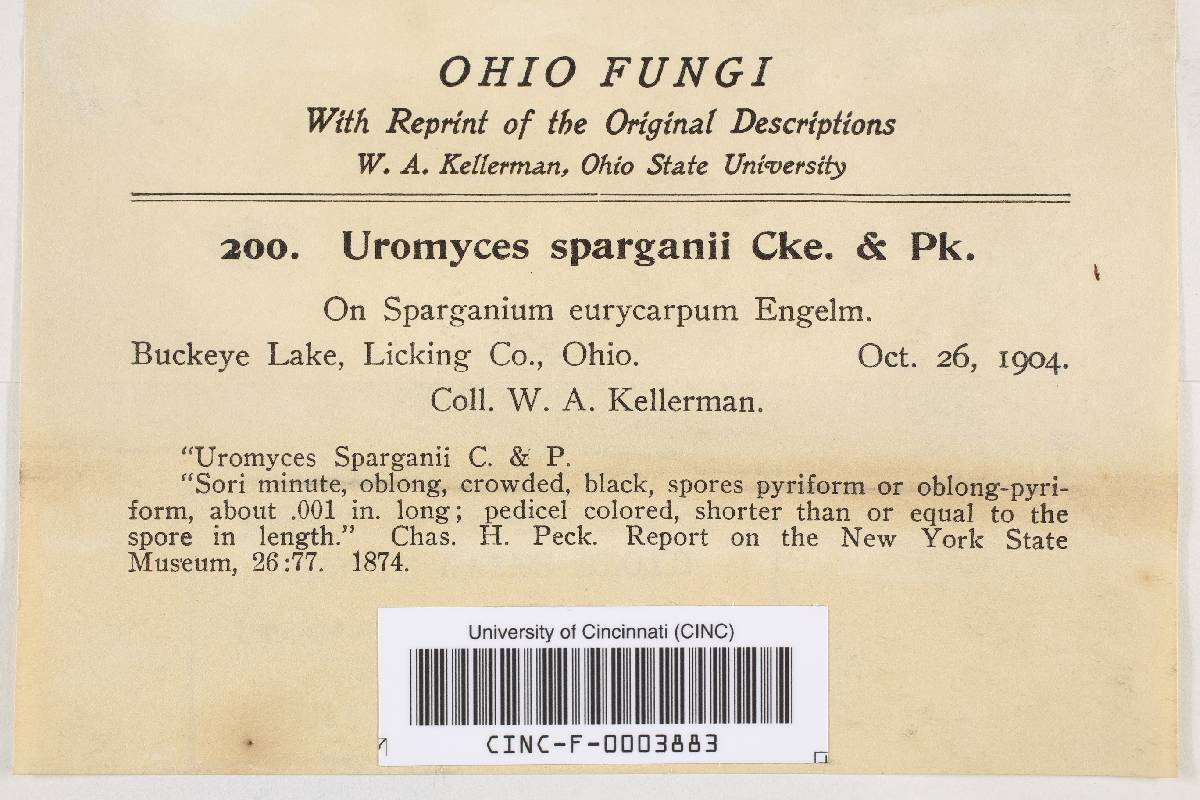 OHIO FUNGI
With Reprint of the Original Descriptions
W. A. Kellerman, Ohio State University
200. Uromyces sparganii Cke. & Pk.
On Sparganium eurycarpum Engelm.
Buckeye Lake, Licking Co., Ohio. Oct. 26, 1904.
Coll. W. A. Kellerman.
"Uromyces Sparganii C. & P.
"Sori minute, oblong, crowded, black, spores pyriform or oblong-pyri-
form, about .001 in. long; pedicel colored, shorter than or equal to the
spore in length." Chas. H. Peck. Report on the New York State
Museum, 26:77. 1874.
University of Cincinnati (CINC)
CINC-F-0003883